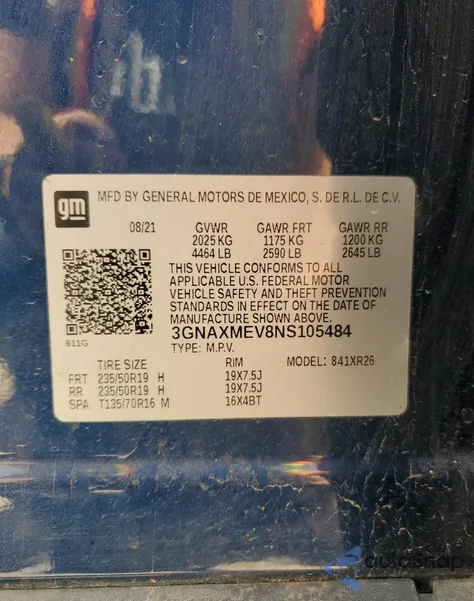 gm
MFD BY GENERAL MOTORS DE MEXICO, S. DE R.L. DE C.V.
08/21 GVWR GAWR FRT GAWR RR
2025 KG 1175 KG 1200 KG
4464 LB 2590 LB 2645 LB
THIS VEHICLE CONFORMS TO ALL
APPLICABLE U.S. FEDERAL MOTOR
VEHICLE SAFETY AND THEFT PREVENTION
STANDARDS IN EFFECT ON THE DATE OF
MANUFACTURE SHOWN ABOVE.
611G
3GNAXMEV8NS105484
TYPE: M.P.V.
TIRE SIZE RIM MODEL: 841XR26
FRT 235/50R19 H 19X7.5J
RR 235/50R19 H 19X7.5J
SPA T135/70R16 M 16X4BT
autosnap